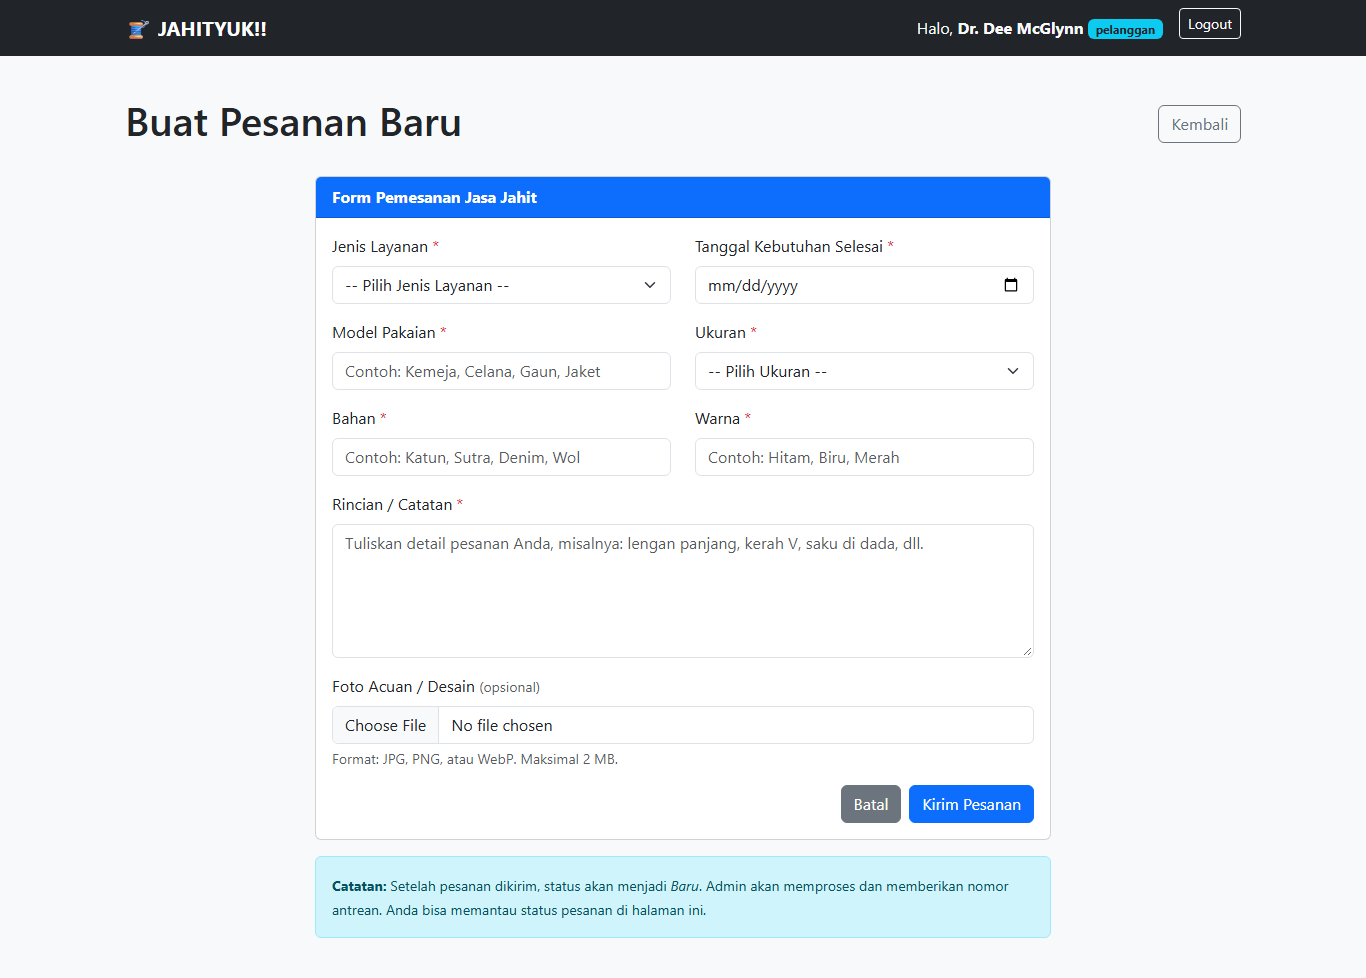 JAHITYUK!!
Halo, Dr. Dee McGlynn pelanggan
Logout
Buat Pesanan Baru
Kembali
Form Pemesanan Jasa Jahit
Jenis Layanan *
Tanggal Kebutuhan Selesai *
-- Pilih Jenis Layanan --
mm/dd/yyyy
Model Pakaian *
Ukuran *
Contoh: Kemeja, Celana, Gaun, Jaket
-- Pilih Ukuran --
Bahan *
Warna *
Contoh: Katun, Sutra, Denim, Wol
Contoh: Hitam, Biru, Merah
Rincian / Catatan *
Tuliskan detail pesanan Anda, misalnya: lengan panjang, kerah V, saku di dada, dll.
Foto Acuan / Desain (opsional)
Choose File No file chosen
Format: JPG, PNG, atau WebP. Maksimal 2 MB.
Batal
Kirim Pesanan
Catatan: Setelah pesanan dikirim, status akan menjadi Baru. Admin akan memproses dan memberikan nomor
antrean. Anda bisa memantau status pesanan di halaman ini.